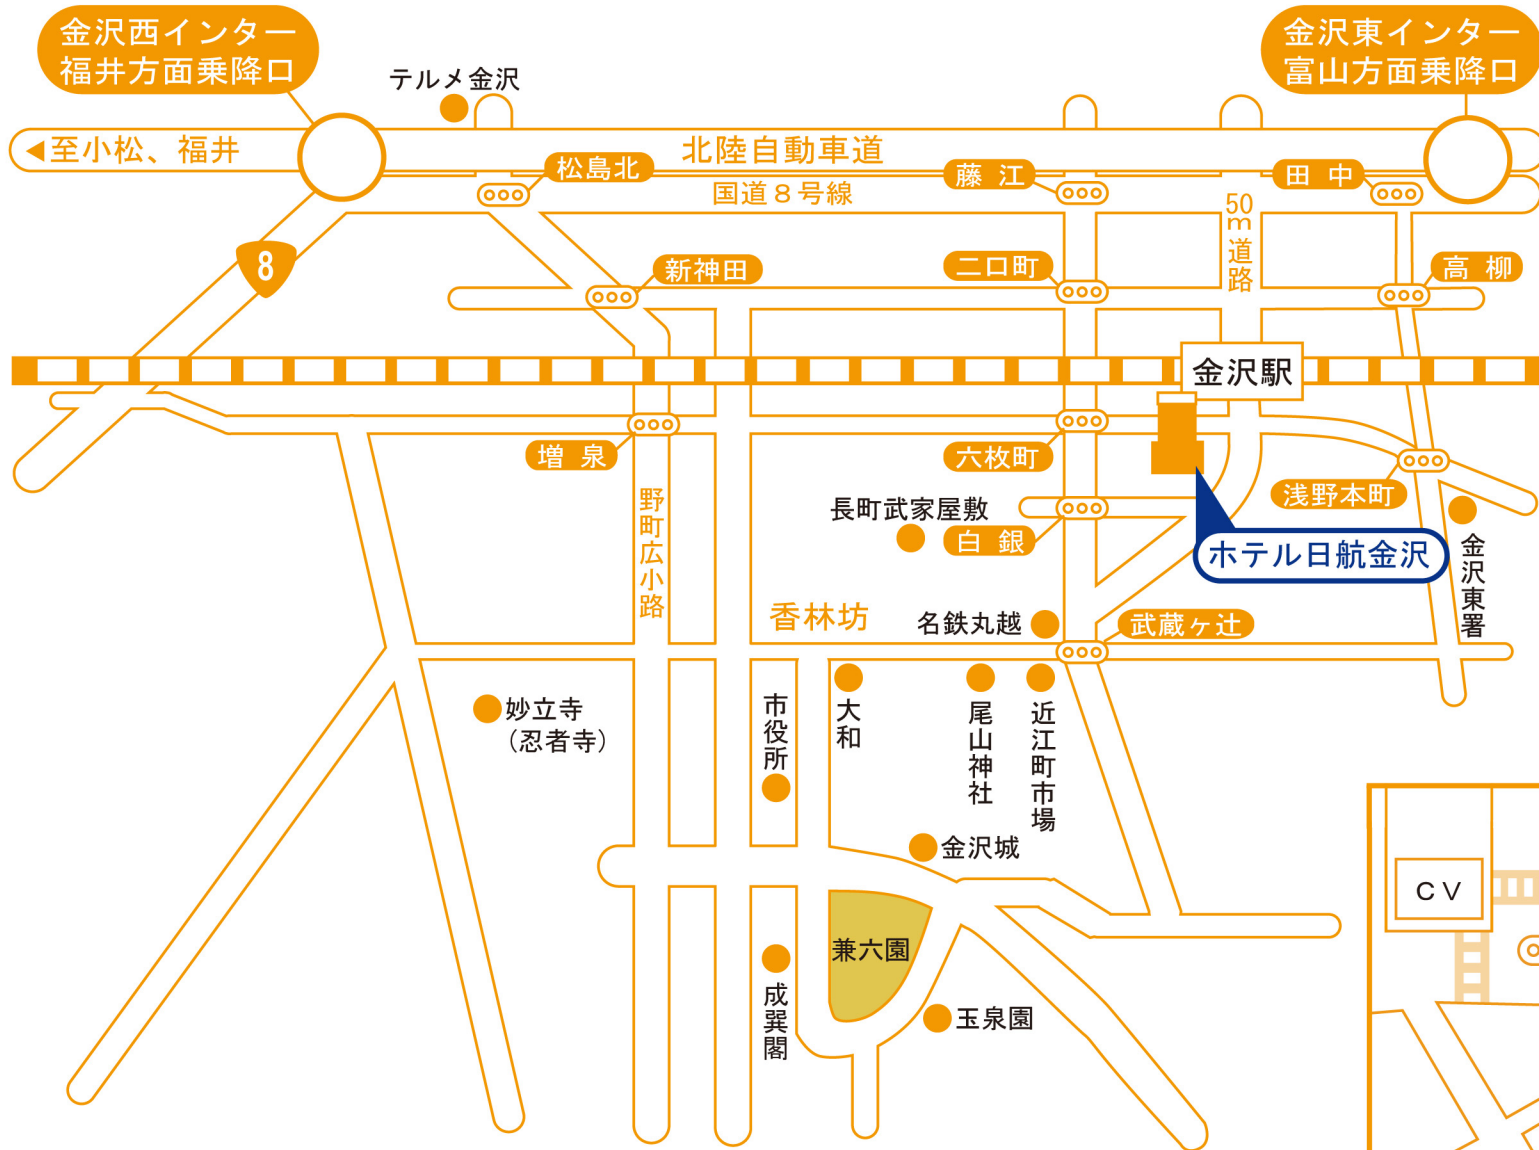 金沢西インター
福井方面乗降口
金沢東インター
富山方面乗降口
テルメ金沢
◀至小松、福井
北陸自動車道
松島北
国道8号線
藤江
田中
50m道路
8
新神田
二口町
高柳
金沢駅
増泉
六枚町
浅野本町
長町武家屋敷
白銀
野町広小路
ホテル日航金沢
金沢東署
香林坊
名鉄丸越
武蔵ヶ辻
妙立寺
（忍者寺）
市役所
大和
尾山神社
近江町市場
金沢城
CV
兼六園
成巽閣
玉泉園